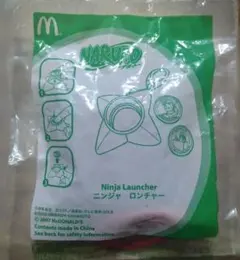 NARUTO
Ninja Launcher
ニンジャ ロンチャー
© 2007 McDONALD'S
Contents made in China
See back for safety information.